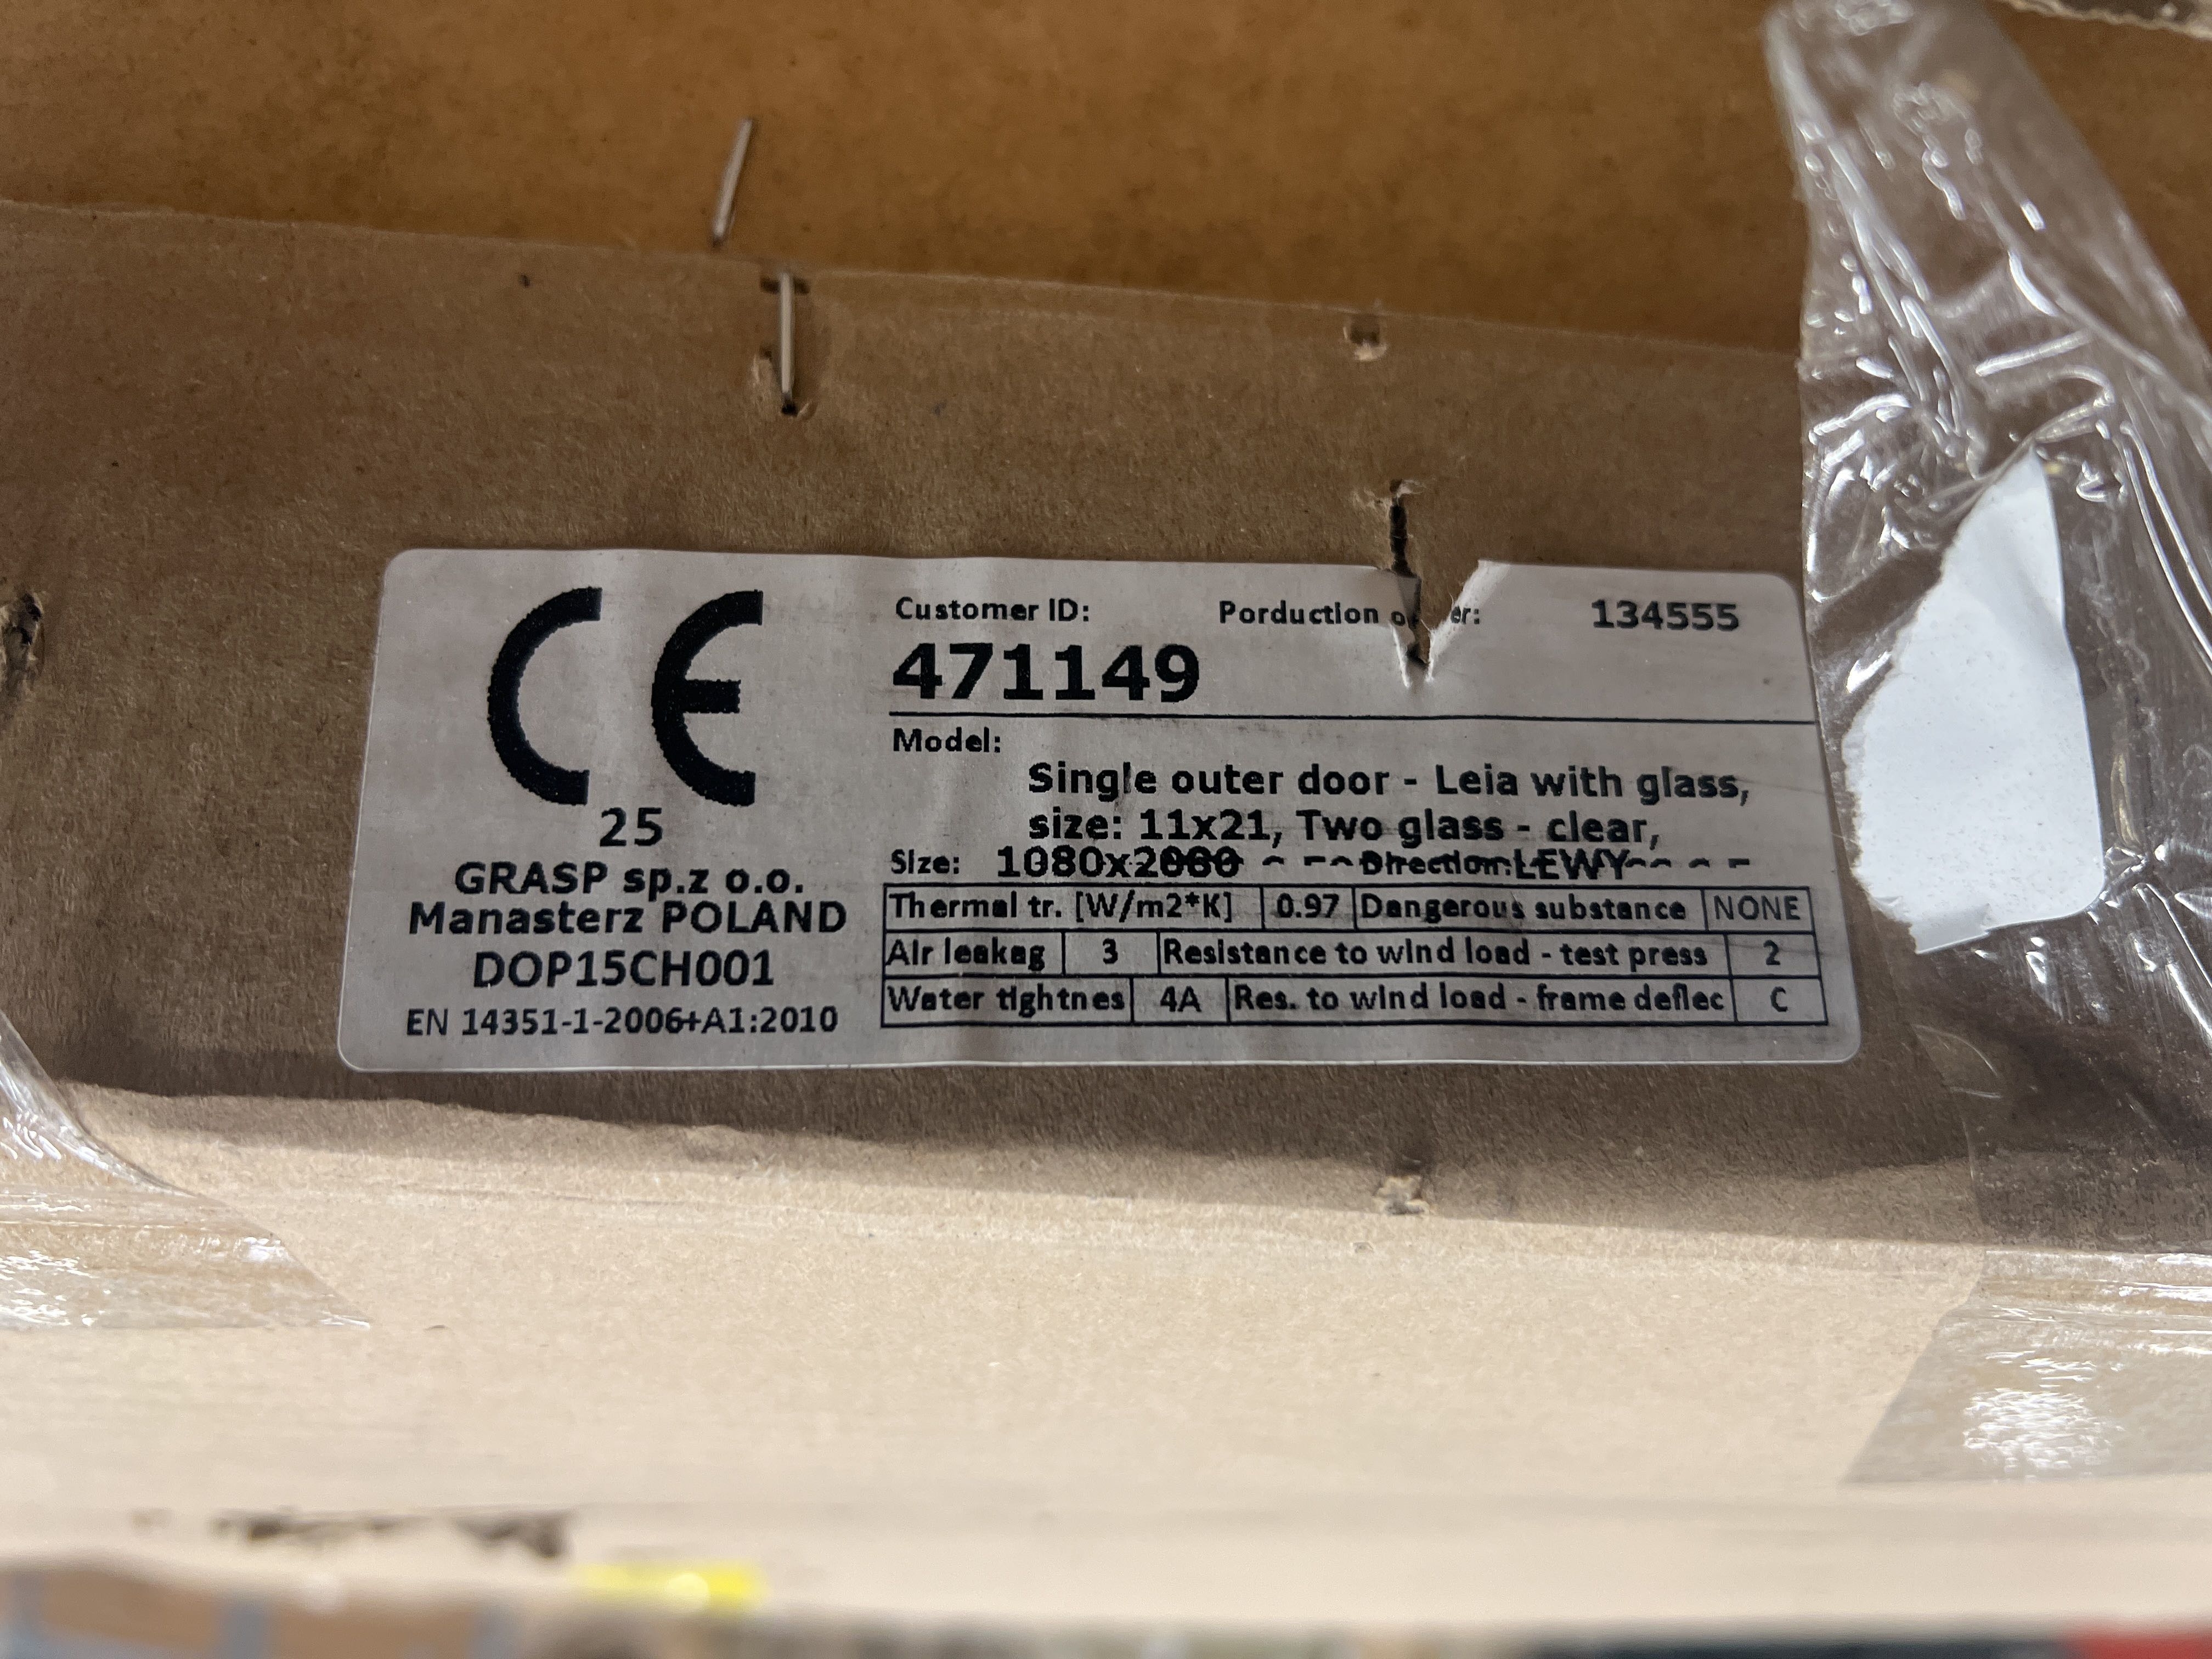 CE
25
GRASP sp.z o.o.
Manasterz POLAND
DOP15CH001
EN 14351-1-2006+A1:2010
Customer ID: Porduction er: 134555
471149
Model:
Single outer door - Leia with glass,
size: 11x21, Two glass - clear,
Size: 1080x2080 Direction: LEWY
Thermal tr. [W/m2*K] 0.97 Dangerous substance NONE
Air leakag 3 Resistance to wind load - test press 2
Water tightnes 4A Res. to wind load - frame deflec C